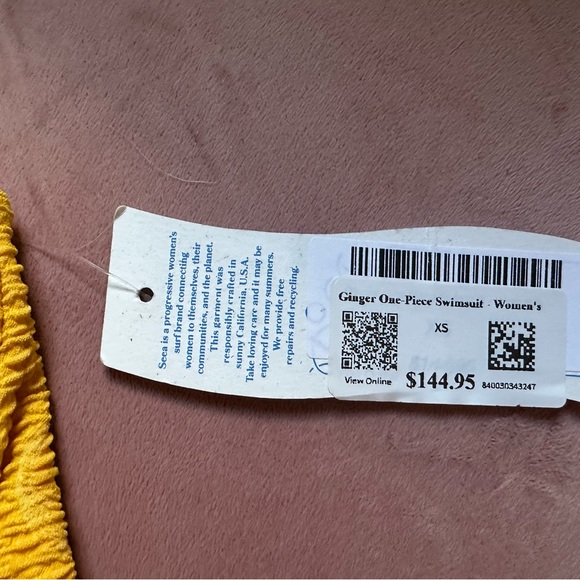 Seea is a progressive women's
surf brand connecting
women to themselves, their
communities, and the planet.
This garment was
responsibly crafted in
sunny California, U.S.A.
Take loving care and it may be
enjoyed for many summers.
We provide free
repairs and recycling.
Ginger One-Piece Swimsuit - Women's
XS
View Online
$144.95
840030343247